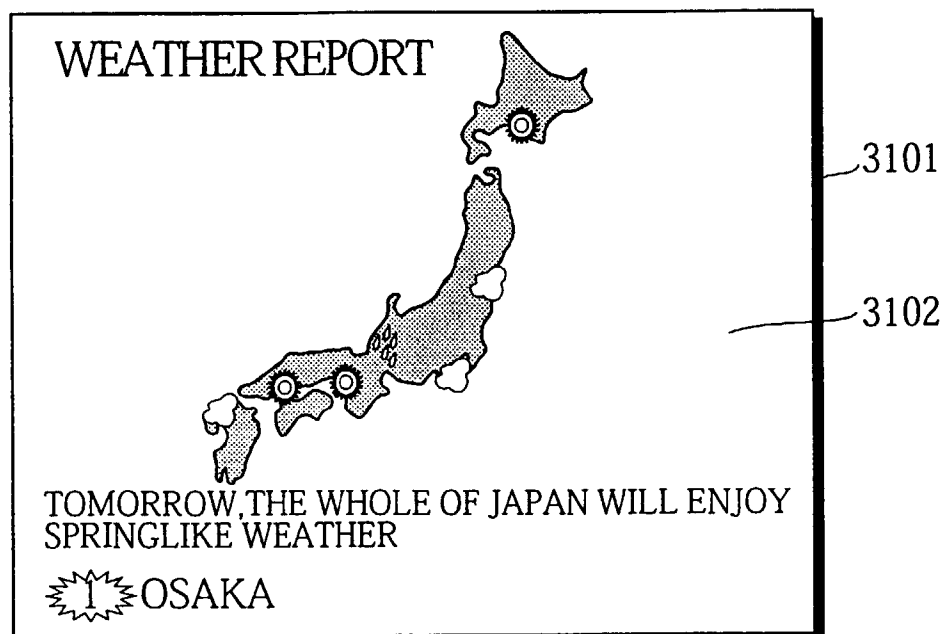 WEATHER REPORT
3101
3102
TOMORROW,THE WHOLE OF JAPAN WILL ENJOY
SPRINGLIKE WEATHER
1 OSAKA